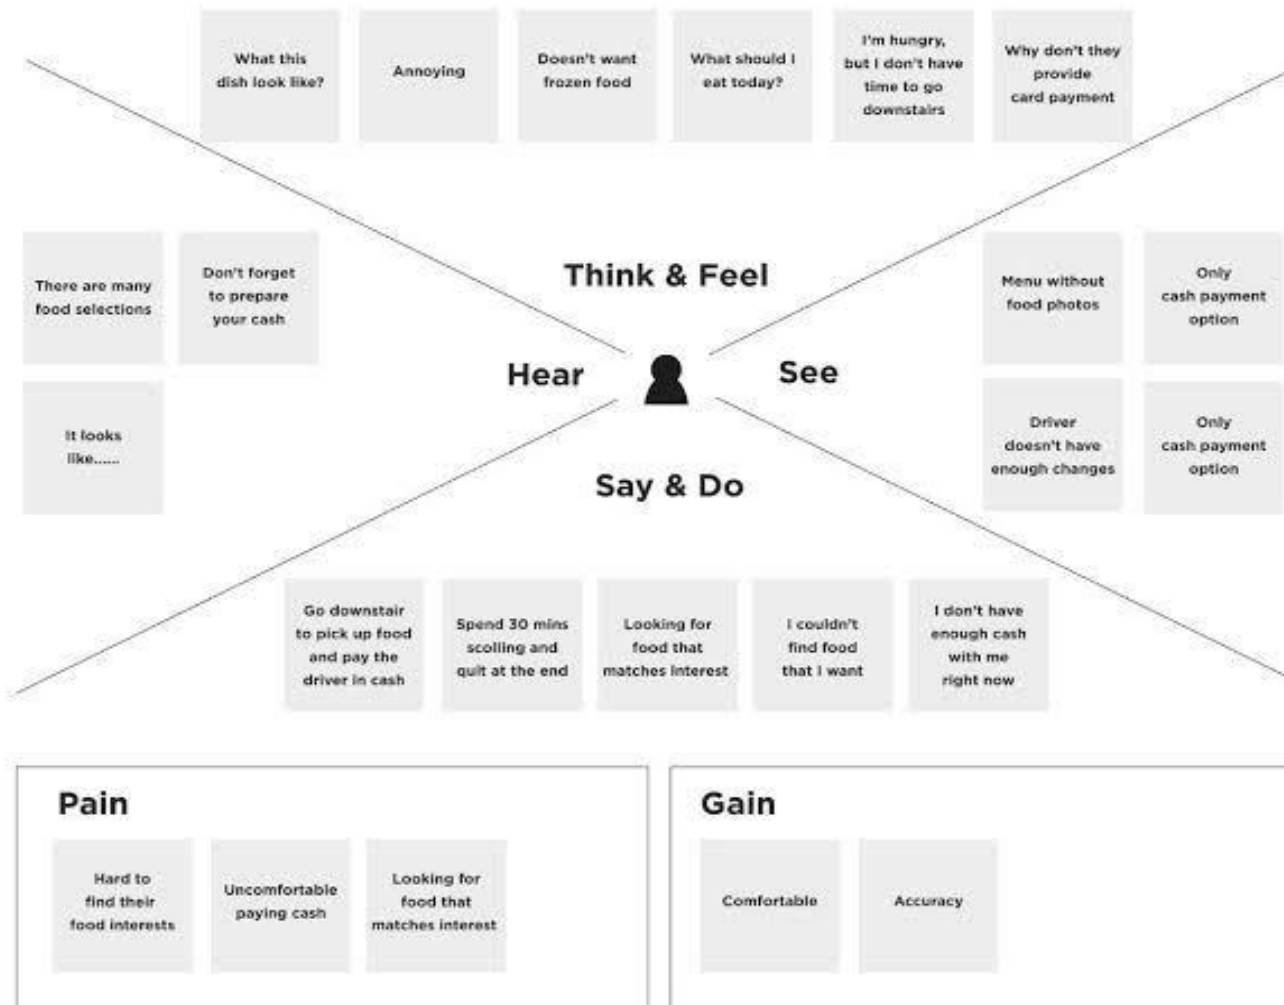 What this
dish look like?
Annoying
Doesn't want
frozen food
What should I
eat today?
I'm hungry,
but I don't have
time to go
downstairs
Why don't they
provide
card payment
Think & Feel
There are many
food selections
Don't forget
to prepare
your cash
It looks
like......
Hear
See
Menu without
food photos
Only
cash payment
option
Driver
doesn't have
enough changes
Only
cash payment
option
Say & Do
Go downstair
to pick up food
and pay the
driver in cash
Spend 30 mins
scolling and
quit at the end
Looking for
food that
matches interest
I couldn't
find food
that I want
I don't have
enough cash
with me
right now
Pain
Hard to
find their
food interests
Uncomfortable
paying cash
Looking for
food that
matches interest
Gain
Comfortable
Accuracy